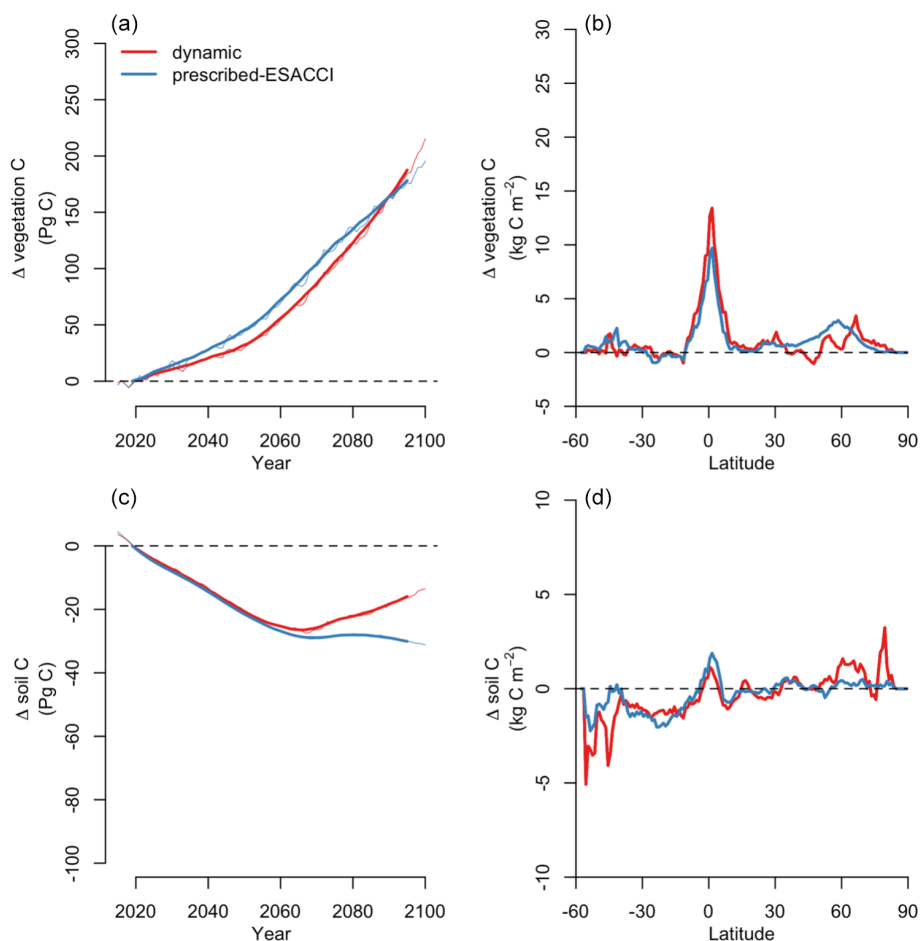 (a)
dynamic
prescribed-ESACCI
0 50 100 150 200 250 300
Δ vegetation C
(Pg C)
2020 2040 2060 2080 2100
Year
(b)
-5 0 5 10 15 20 25 30
Δ vegetation C
(kg C m−2)
-60 -30 0 30 60 90
Latitude
(c)
-100 -80 -60 -40 -20 0
Δ soil C
(Pg C)
2020 2040 2060 2080 2100
Year
(d)
-10 -5 0 5 10
Δ soil C
(kg C m−2)
-60 -30 0 30 60 90
Latitude